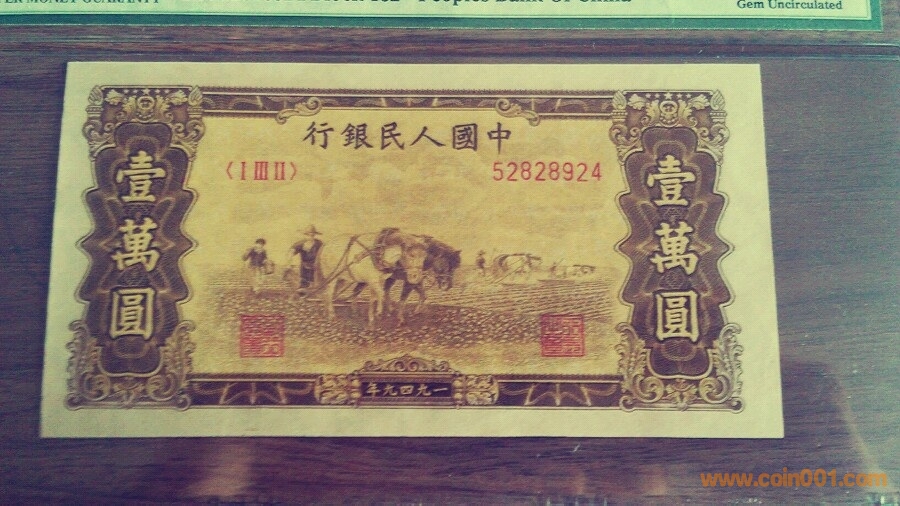 Peoples Bank Of China
Gem Uncirculated
行銀民人國中
〈I III II〉
52828924
壹萬圓
壹萬圓
年九四九一
www.coin001.com